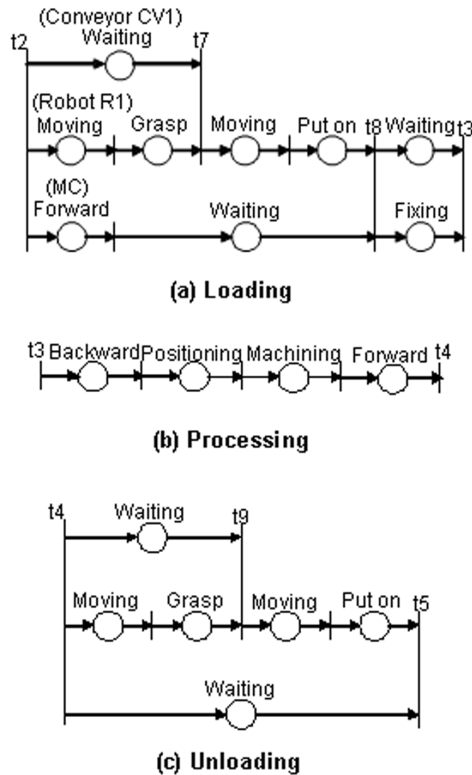 (Conveyor CV1)
t2 Waiting t7
(Robot R1)
Moving Grasp Moving Put on t8 Waiting t3
(MC)
Forward Waiting Fixing
(a) Loading
t3 Backward Positioning Machining Forward t4
(b) Processing
t4 Waiting t9
Moving Grasp Moving Put on t5
Waiting
(c) Unloading